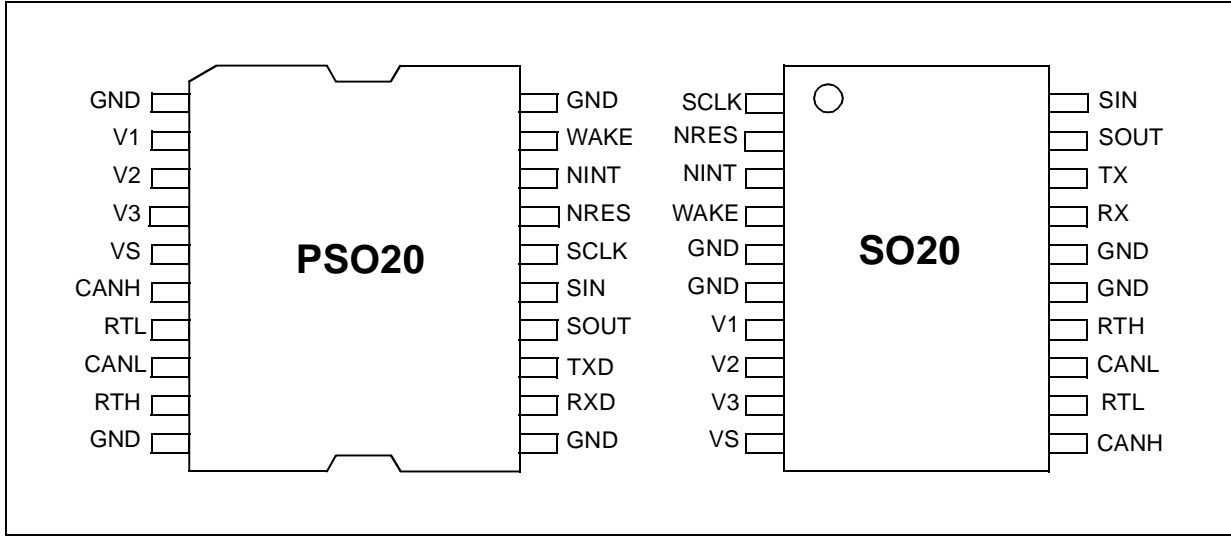 GND
V1
V2
V3
VS
CANH
RTL
CANL
RTH
GND
PSO20
GND
WAKE
NINT
NRES
SCLK
SIN
SOUT
TXD
RXD
GND
SCLK
NRES
NINT
WAKE
GND
GND
V1
V2
V3
VS
SO20
SIN
SOUT
TX
RX
GND
GND
RTH
CANL
RTL
CANH